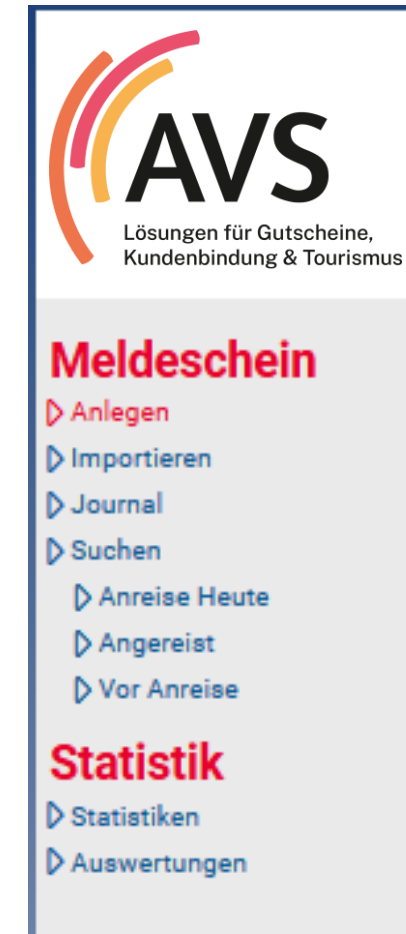 AVS
Lösungen für Gutscheine,
Kundenbindung & Tourismus
Meldeschein
Anlegen
Importieren
Journal
Suchen
Anreise Heute
Angereist
Vor Anreise
Statistik
Statistiken
Auswertungen